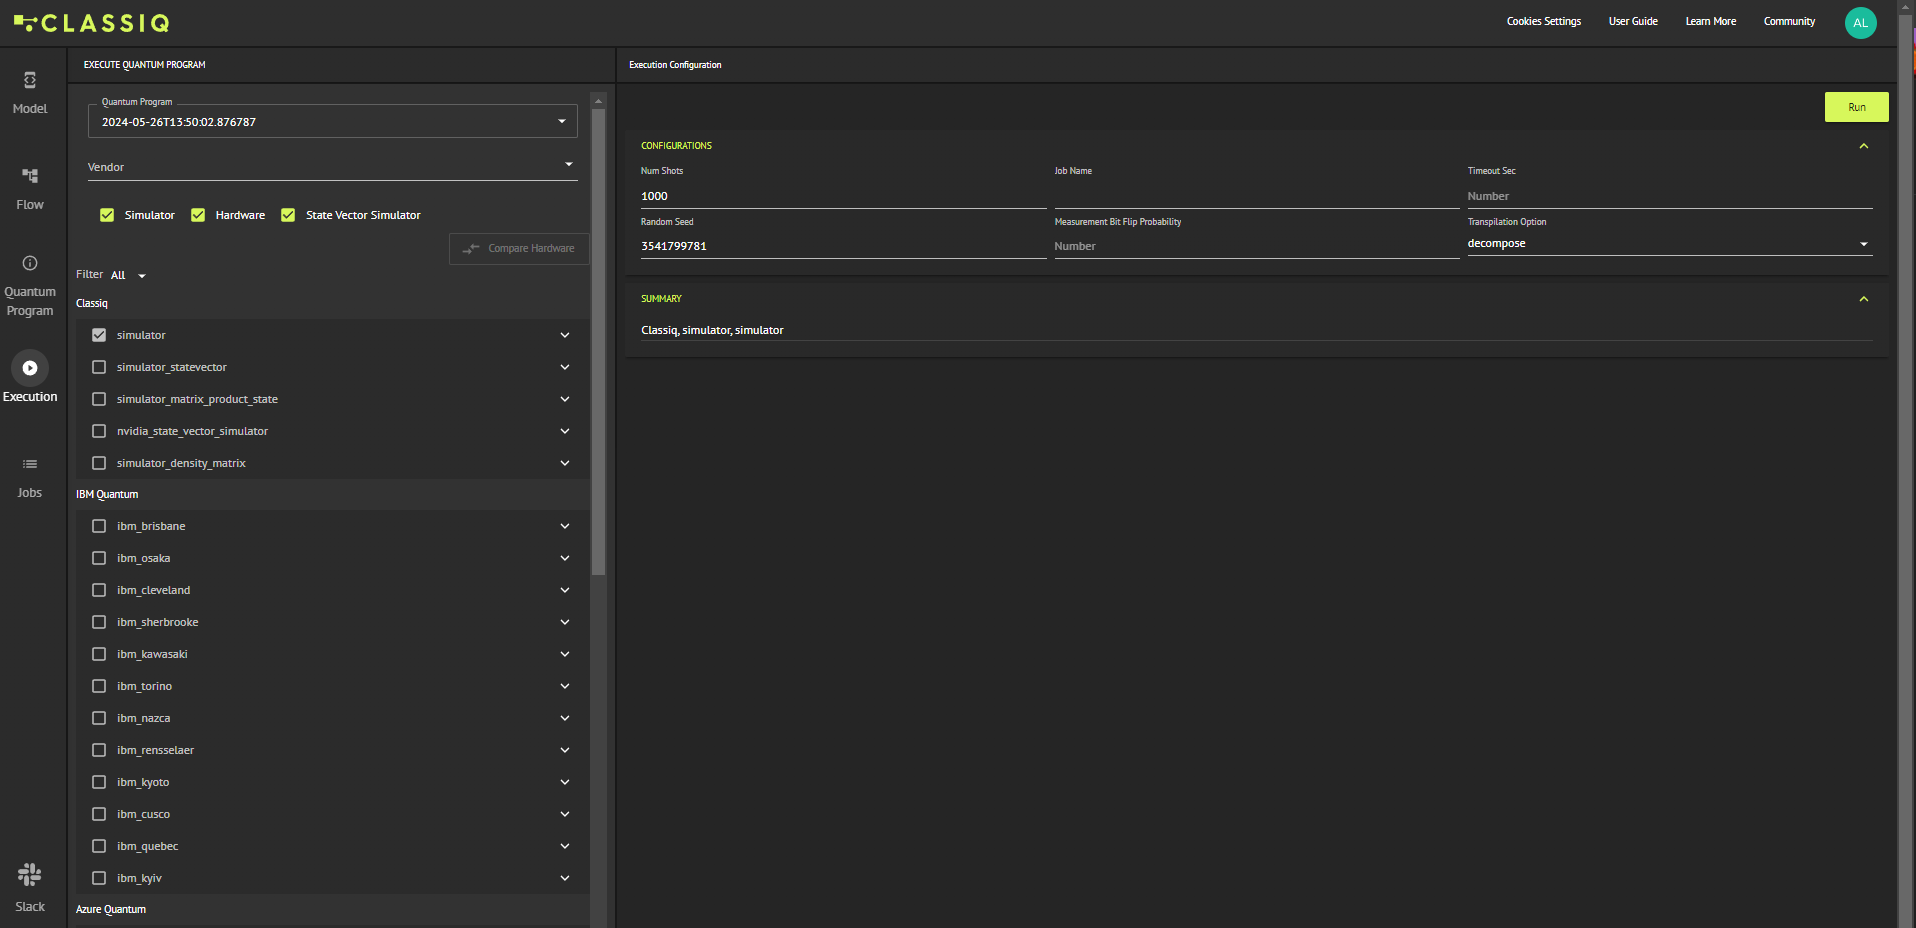 CLASSIQ
Cookies Settings User Guide Learn More Community AL
Model
Flow
Quantum
Program
Execution
Jobs
Slack
EXECUTE QUANTUM PROGRAM
Quantum Program
2024-05-26T13:50:02.876787
Vendor
Simulator Hardware State Vector Simulator
Compare Hardware
Filter All
Classiq
simulator
simulator_statevector
simulator_matrix_product_state
nvidia_state_vector_simulator
simulator_density_matrix
IBM Quantum
ibm_brisbane
ibm_osaka
ibm_cleveland
ibm_sherbrooke
ibm_kawasaki
ibm_torino
ibm_nazca
ibm_rensselaer
ibm_kyoto
ibm_cusco
ibm_quebec
ibm_kyiv
Azure Quantum
Execution Configuration
Run
CONFIGURATIONS
Num Shots Job Name Timeout Sec
1000 Number
Random Seed Measurement Bit Flip Probability Transpilation Option
3541799781 Number decompose
SUMMARY
Classiq, simulator, simulator